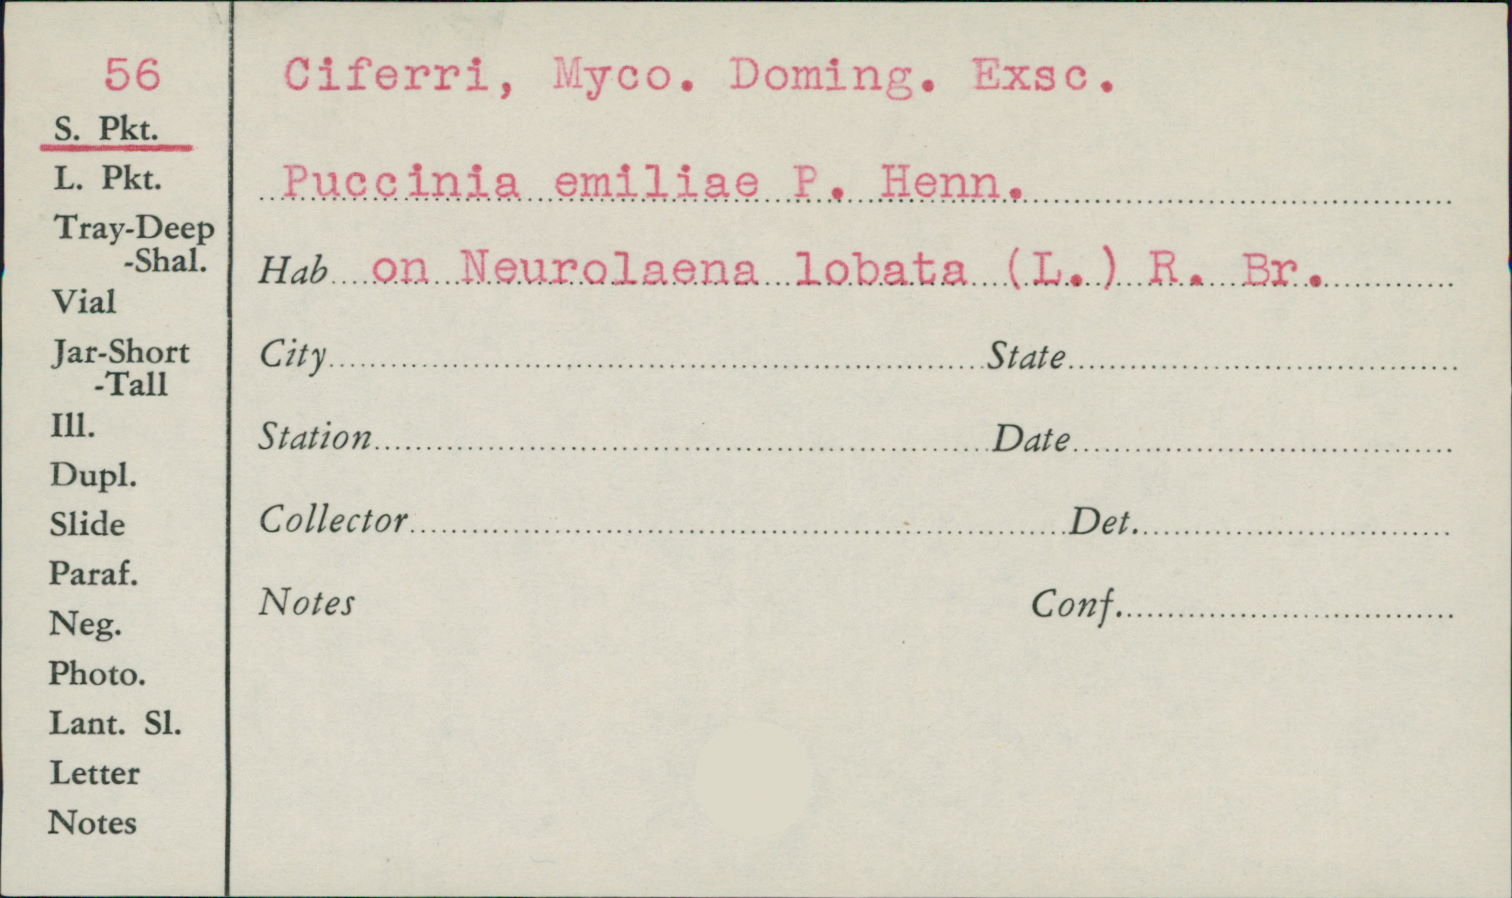 56
S. Pkt.
L. Pkt.
Tray-Deep
-Shal.
Vial
Jar-Short
-Tall
Ill.
Dupl.
Slide
Paraf.
Neg.
Photo.
Lant. Sl.
Letter
Notes
Ciferri, Myco. Doming. Exsc.
Puccinia emiliae P. Henn.
Hab on Neurolaena lobata (L.) R. Br.
City State
Station Date
Collector Det.
Notes Conf.